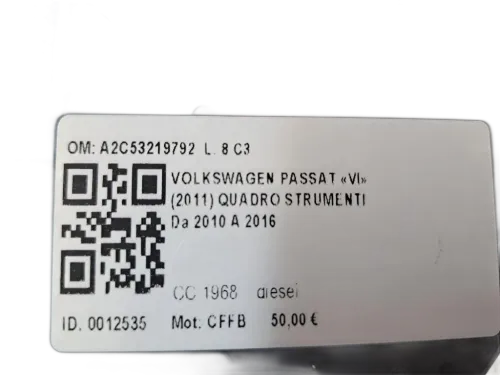 OM: A2C53219792 L. 8 C3
VOLKSWAGEN PASSAT «VI»
(2011) QUADRO STRUMENTI
Da 2010 A 2016
CC 1968 diesel
ID. 0012535 Mot. CFFB 50,00 €